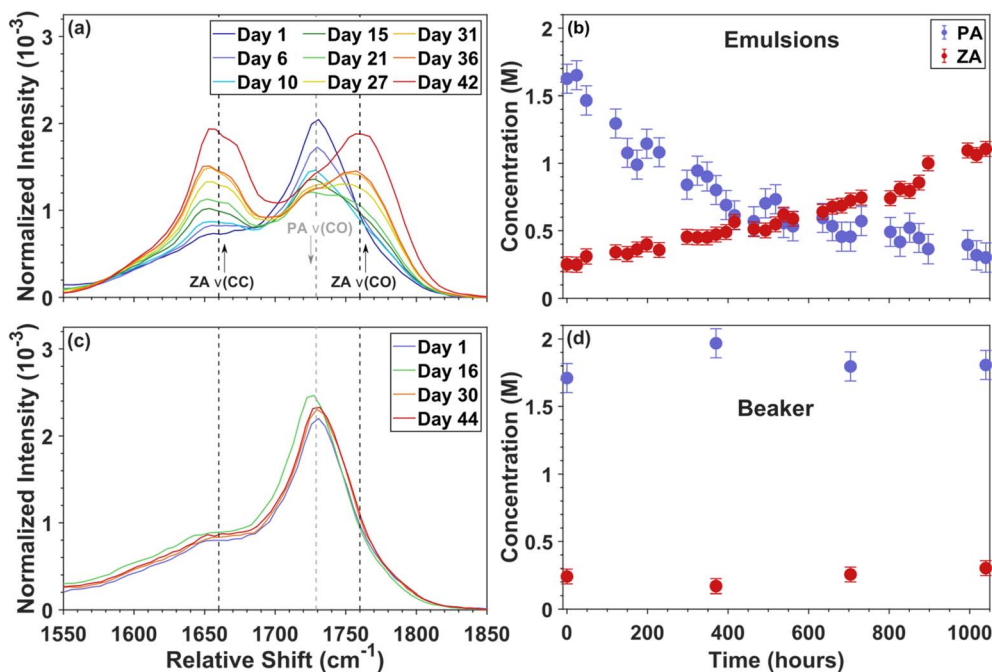 (a)
Day 1 Day 15 Day 31
Day 6 Day 21 Day 36
Day 10 Day 27 Day 42
3
2
1
0
Normalized Intensity (10⁻³)
PA ν(CO)
ZA ν(CC) ZA ν(CO)
(b)
Emulsions
PA
ZA
2
1.5
1
0.5
0
Concentration (M)
(c)
Day 1
Day 16
Day 30
Day 44
3
2
1
0
Normalized Intensity (10⁻³)
1550 1600 1650 1700 1750 1800 1850
Relative Shift (cm⁻¹)
(d)
Beaker
2
1.5
1
0.5
0
Concentration (M)
0 200 400 600 800 1000
Time (hours)